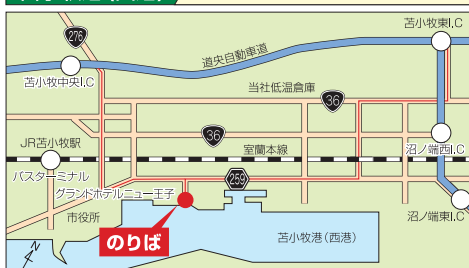 苫小牧東I.C
276
道央自動車道
苫小牧中央I.C
当社低温倉庫
36
36
JR苫小牧駅
室蘭本線
沼ノ端西I.C
バスターミナル
259
グランドホテルニュー王子
市役所
沼ノ端東I.C
のりば
苫小牧港(西港)
N